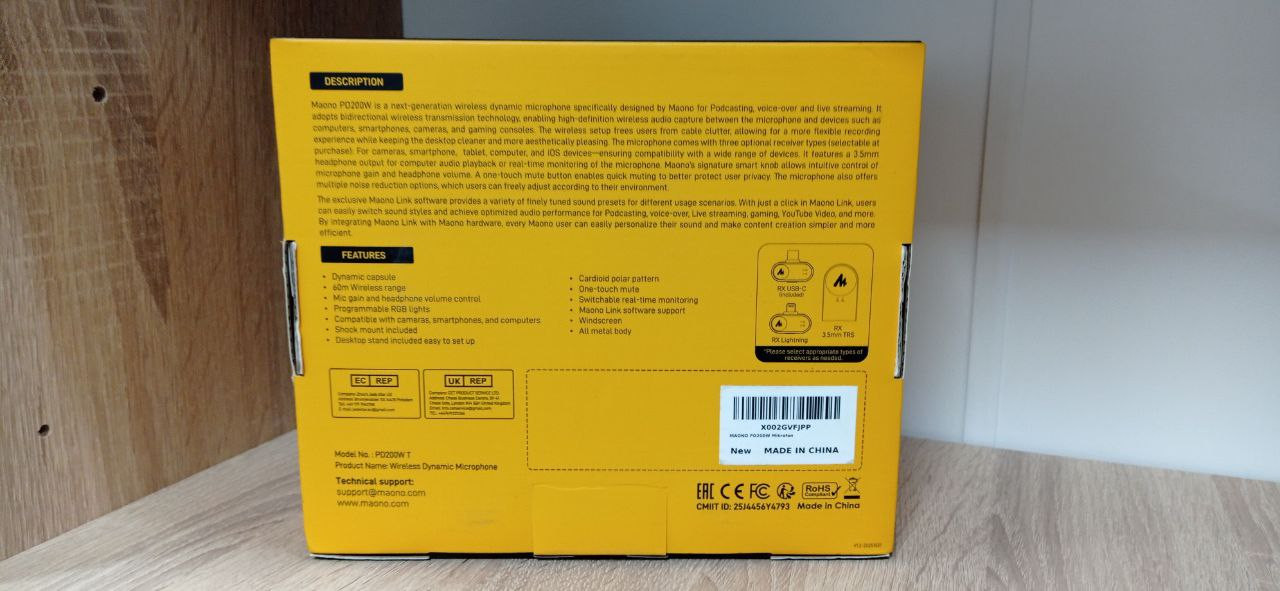 DESCRIPTION
Maono PD200W is a next-generation wireless dynamic microphone specifically designed by Maono for Podcasting, voice-over and live streaming. It
adopts bidirectional wireless transmission technology, enabling high-definition wireless audio capture between the microphone and devices such as
computers, smartphones, cameras, and gaming consoles. The wireless setup frees users from cable clutter, allowing for a more flexible recording
experience while keeping the desktop cleaner and more aesthetically pleasing. The microphone comes with three optional receiver types (selectable at
purchase): For cameras, smartphone, tablet, computer, and iOS devices—ensuring compatibility with a wide range of devices. It features a 3.5mm
headphone output for computer audio playback or real-time monitoring of the microphone. Maono's signature smart knob allows intuitive control of
microphone gain and headphone volume. A one-touch mute button enables quick muting to better protect user privacy. The microphone also offers
multiple noise reduction options, which users can freely adjust according to their environment.
The exclusive Maono Link software provides a variety of finely tuned sound presets for different usage scenarios. With just a click in Maono Link, users
can easily switch sound styles and achieve optimized audio performance for Podcasting, voice-over, Live streaming, gaming, YouTube Video, and more.
By integrating Maono Link with Maono hardware, every Maono user can easily personalize their sound and make content creation simpler and more
efficient.
FEATURES
• Dynamic capsule
• 60m Wireless range
• Mic gain and headphone volume control
• Programmable RGB lights
• Compatible with cameras, smartphones, and computers
• Shock mount included
• Desktop stand included easy to set up
• Cardioid polar pattern
• One-touch mute
• Switchable real-time monitoring
• Maono Link software support
• Windscreen
• All metal body
RX USB-C
(included)
RX Lightning
RX
3.5mm TRS
*Please select appropriate types of
receivers as needed.
EC REP
UK REP
X002GVFJPP
MAONO PD200W Mikrofon
New MADE IN CHINA
Model No. : PD200W T
Product Name: Wireless Dynamic Microphone
Technical support:
support@maono.com
www.maono.com
EAC CE FC RoHS
Compliant
CMIIT ID: 25J4456Y4793 Made in China